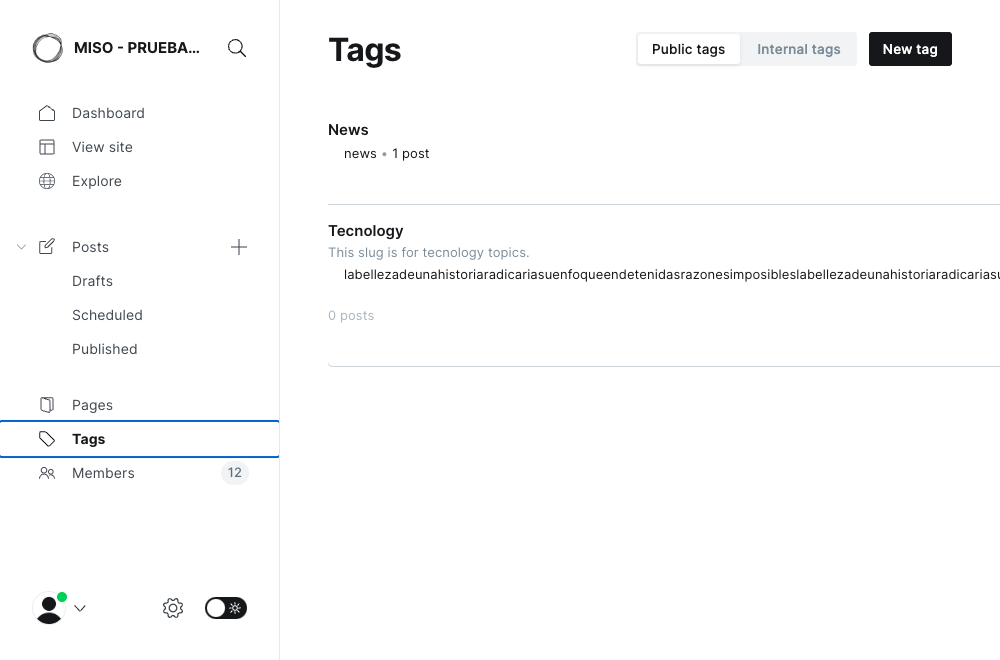 MISO - PRUEBA...
Dashboard
View site
Explore
Posts
Drafts
Scheduled
Published
Pages
Tags
Members 12
Tags
Public tags Internal tags New tag
News
news • 1 post
Tecnology
This slug is for tecnology topics.
labellezadeunahistoriaradicariasuenfoqueendetenidasrazonesimposibleslabellezadeunahistoriaradicariasu
0 posts